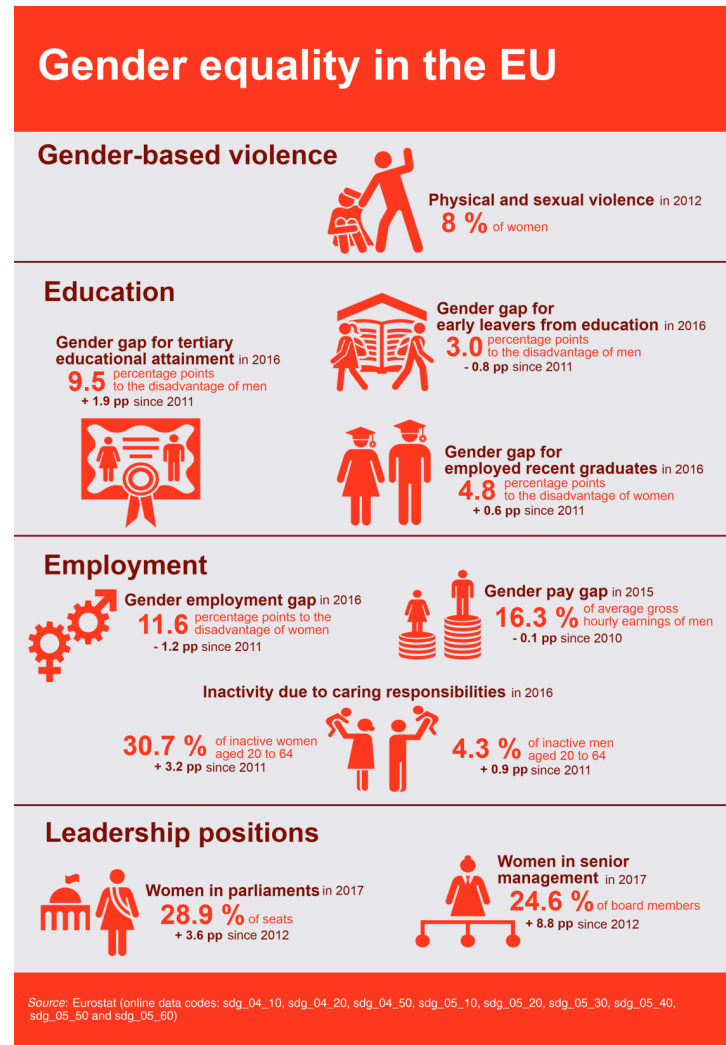 Gender equality in the EU
Gender-based violence
Physical and sexual violence in 2012
8 % of women
Education
Gender gap for tertiary
educational attainment in 2016
9.5 percentage points
to the disadvantage of men
+ 1.9 pp since 2011
Gender gap for
early leavers from education in 2016
3.0 percentage points
to the disadvantage of men
- 0.8 pp since 2011
Gender gap for
employed recent graduates in 2016
4.8 percentage points
to the disadvantage of women
+ 0.6 pp since 2011
Employment
Gender employment gap in 2016
11.6 percentage points to the
disadvantage of women
- 1.2 pp since 2011
Gender pay gap in 2015
16.3 % of average gross
hourly earnings of men
- 0.1 pp since 2010
Inactivity due to caring responsibilities in 2016
30.7 % of inactive women
aged 20 to 64
+ 3.2 pp since 2011
4.3 % of inactive men
aged 20 to 64
+ 0.9 pp since 2011
Leadership positions
Women in parliaments in 2017
28.9 % of seats
+ 3.6 pp since 2012
Women in senior
management in 2017
24.6 % of board members
+ 8.8 pp since 2012
Source: Eurostat (online data codes: sdg_04_10, sdg_04_20, sdg_04_50, sdg_05_10, sdg_05_20, sdg_05_30, sdg_05_40,
sdg_05_50 and sdg_05_60)